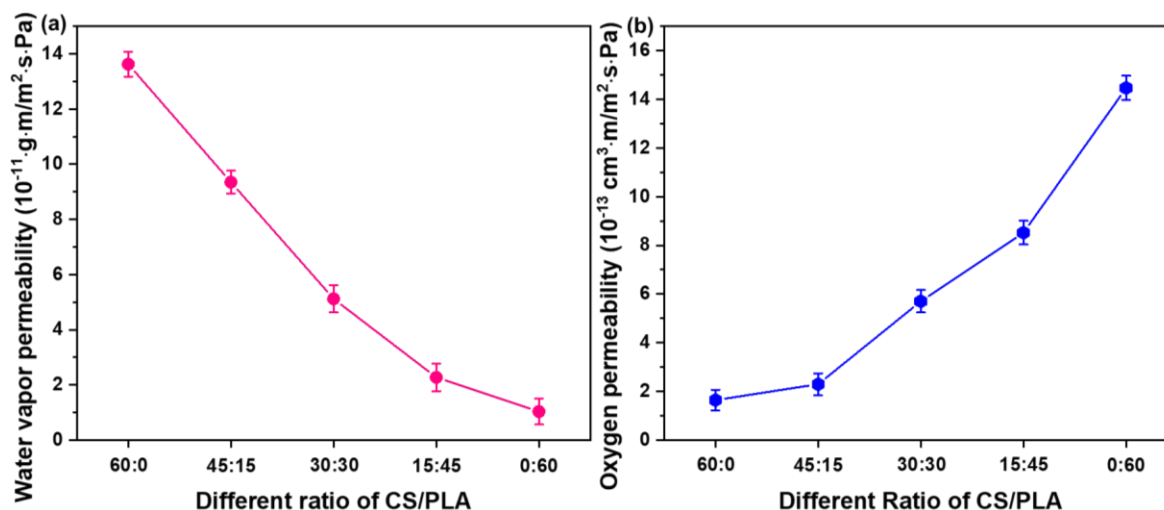 (a)
Water vapor permeability (10⁻¹¹·g·m/m²·s·Pa)
14
12
10
8
6
4
2
0
60:0 45:15 30:30 15:45 0:60
Different ratio of CS/PLA
(b)
Oxygen permeability (10⁻¹³ cm³·m/m²·s·Pa)
16
14
12
10
8
6
4
2
0
60:0 45:15 30:30 15:45 0:60
Different Ratio of CS/PLA